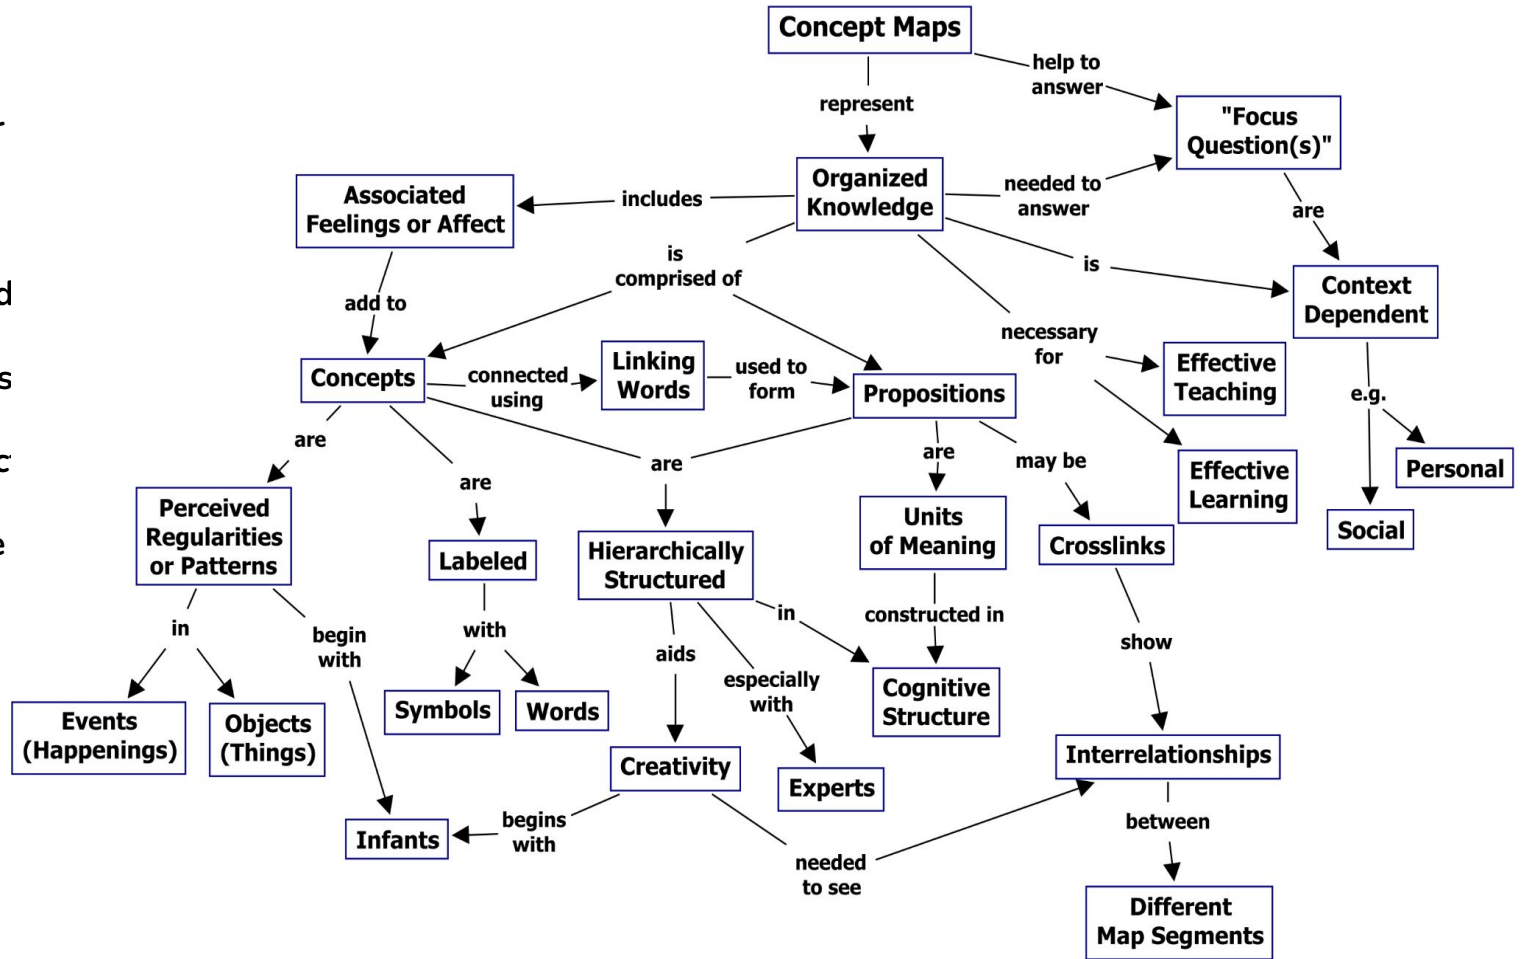 Concept Maps
help to
answer
represent
"Focus
Question(s)"
Associated
Feelings or Affect
includes
Organized
Knowledge
needed to
answer
are
is
comprised of
is
Context
Dependent
add to
necessary
for
Effective
Teaching
Concepts
connected
using
Linking
Words
used to
form
Propositions
e.g.
are
are
are
are
may be
Effective
Learning
Personal
Social
Perceived
Regularities
or Patterns
Labeled
Hierarchically
Structured
Units
of Meaning
Crosslinks
in
begin
with
with
aids
especially
with
in
constructed in
show
Events
(Happenings)
Objects
(Things)
Symbols
Words
Cognitive
Structure
Creativity
Experts
Interrelationships
Infants
begins
with
needed
to see
between
Different
Map Segments